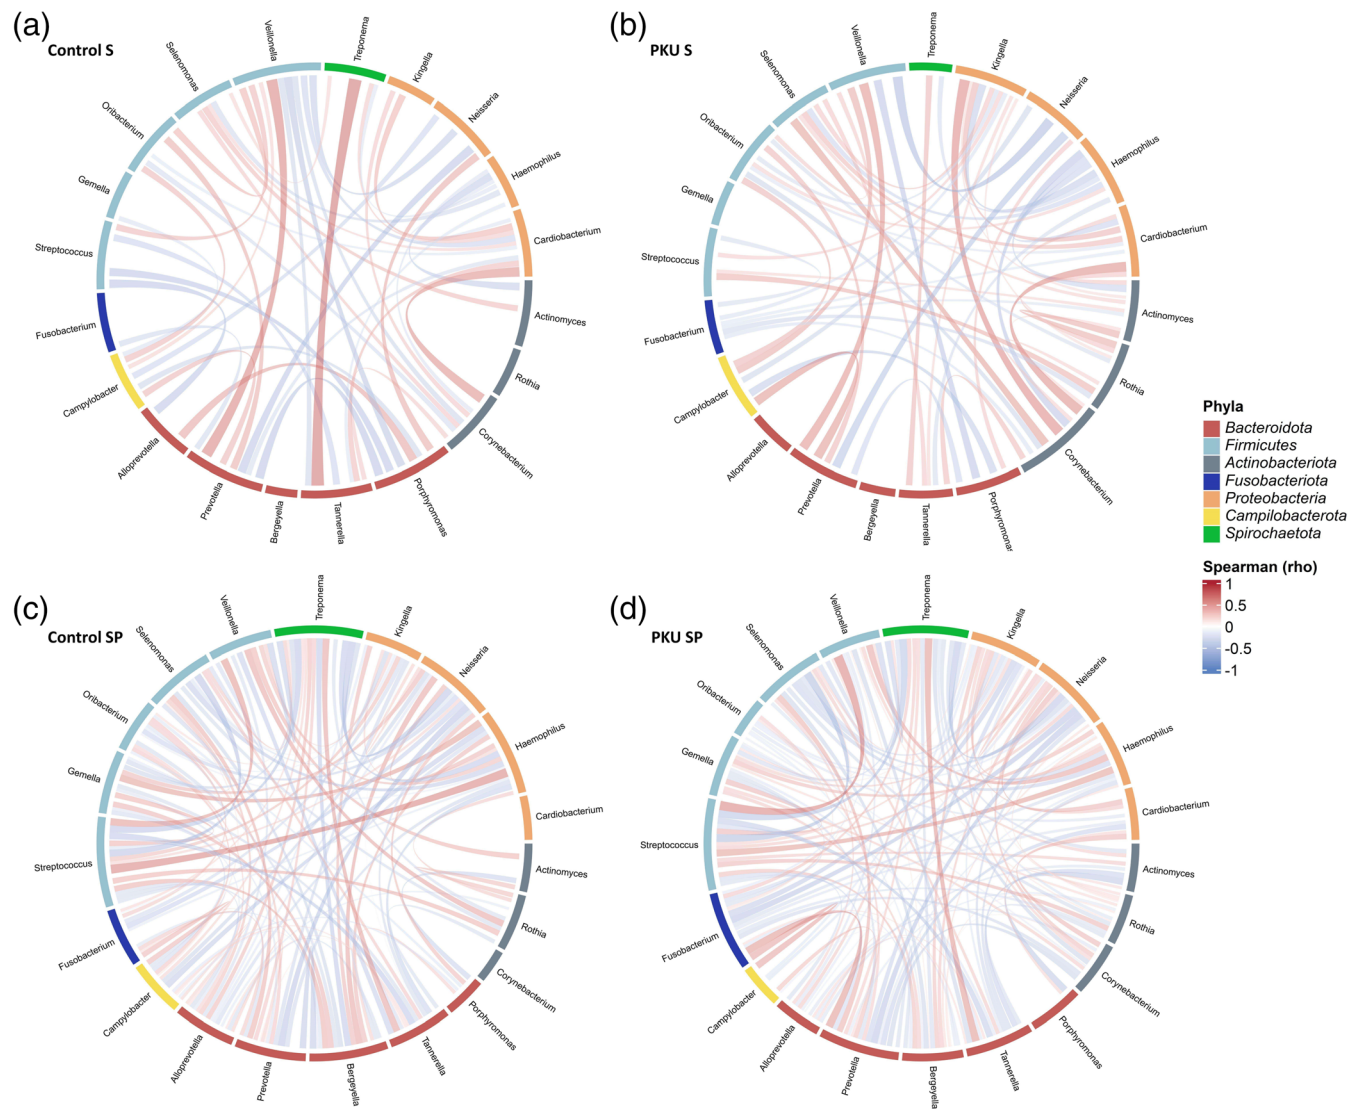 (a)
Control S
Treponema
Veillonella
Kingella
Selenomonas
Neisseria
Oribacterium
Haemophilus
Gemella
Cardiobacterium
Streptococcus
Actinomyces
Fusobacterium
Rothia
Campylobacter
Corynebacterium
Alloprevotella
Porphyromonas
Prevotella
Tannerella
Bergeyella
(b)
PKU S
Treponema
Veillonella
Kingella
Selenomonas
Neisseria
Oribacterium
Haemophilus
Gemella
Cardiobacterium
Streptococcus
Actinomyces
Fusobacterium
Rothia
Campylobacter
Corynebacterium
Alloprevotella
Prevotella
Porphyromonar
Bergeyella
Tannerella
Phyla
Bacteroidota
Firmicutes
Actinobacteriota
Fusobacteriota
Proteobacteria
Campilobacterota
Spirochaetota
Spearman (rho)
1
0.5
0
-0.5
-1
(c)
Control SP
Treponema
Veillonella
Kingella
Selenomonas
Neisseria
Oribacterium
Haemophilus
Gemella
Cardiobacterium
Streptococcus
Actinomyces
Rothia
Fusobacterium
Corynebacterium
Campylobacter
Porphyromonas
Alloprevotella
Tannerella
Prevotella
Bergeyella
(d)
PKU SP
Treponema
Veillonella
Kingella
Selenomonas
Neisseria
Oribacterium
Haemophilus
Gemella
Cardiobacterium
Streptococcus
Actinomyces
Rothia
Fusobacterium
Corynebacterium
Campylobacter
Porphyromonas
Alloprevotella
Tannerella
Prevotella
Bergeyella